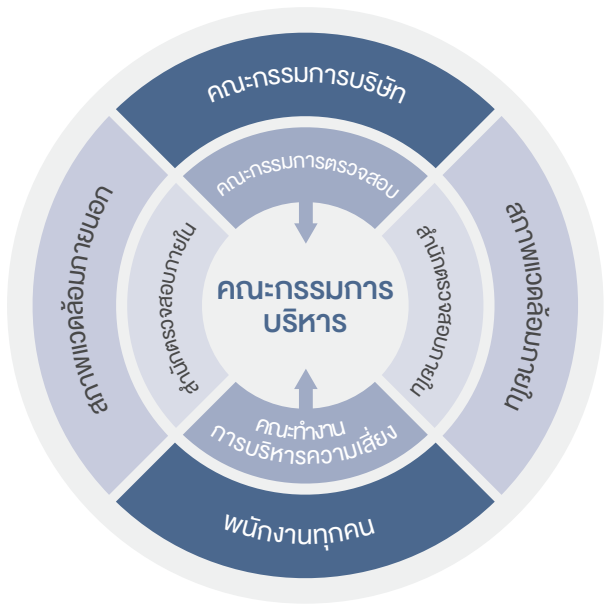 คณะกรรมการบริษัท
คณะกรรมการตรวจสอบ
สภาพแวดล้อมภายนอก
สำนักตรวจสอบภายใน
คณะกรรมการ
บริหาร
สำนักตรวจสอบภายใน
สภาพแวดล้อมภายใน
คณะทำงาน
การบริหารความเสี่ยง
พนักงานทุกคน